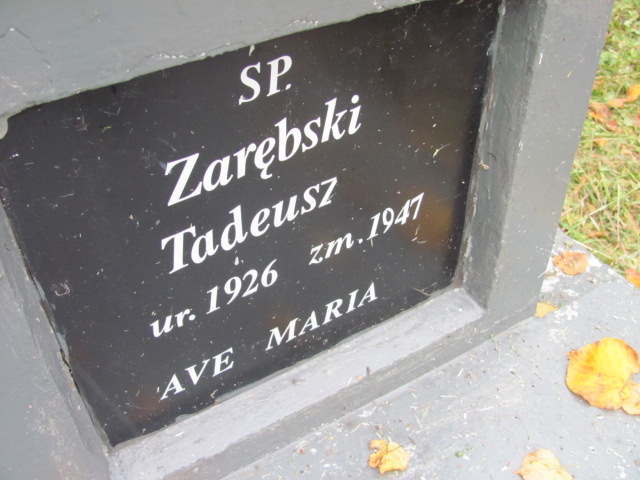 SP.
Zarębski
Tadeusz
ur. 1926 zm. 1947
AVE MARIA